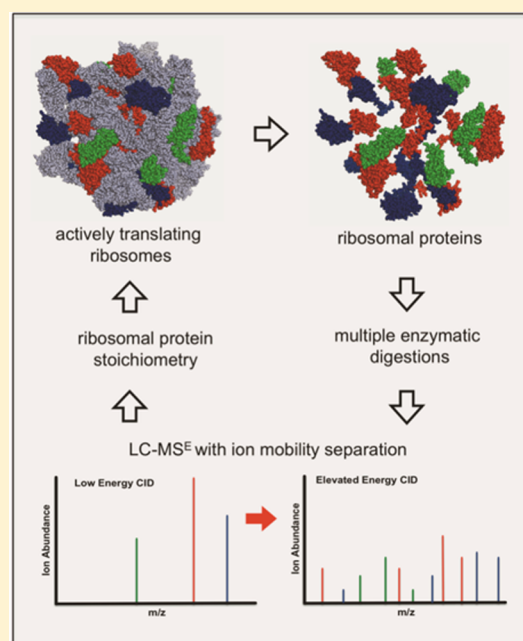 actively translating
ribosomes
ribosomal proteins
ribosomal protein
stoichiometry
multiple enzymatic
digestions
LC-MSᴱ with ion mobility separation
Low Energy CID
Ion Abundance
m/z
Elevated Energy CID
Ion Abundance
m/z